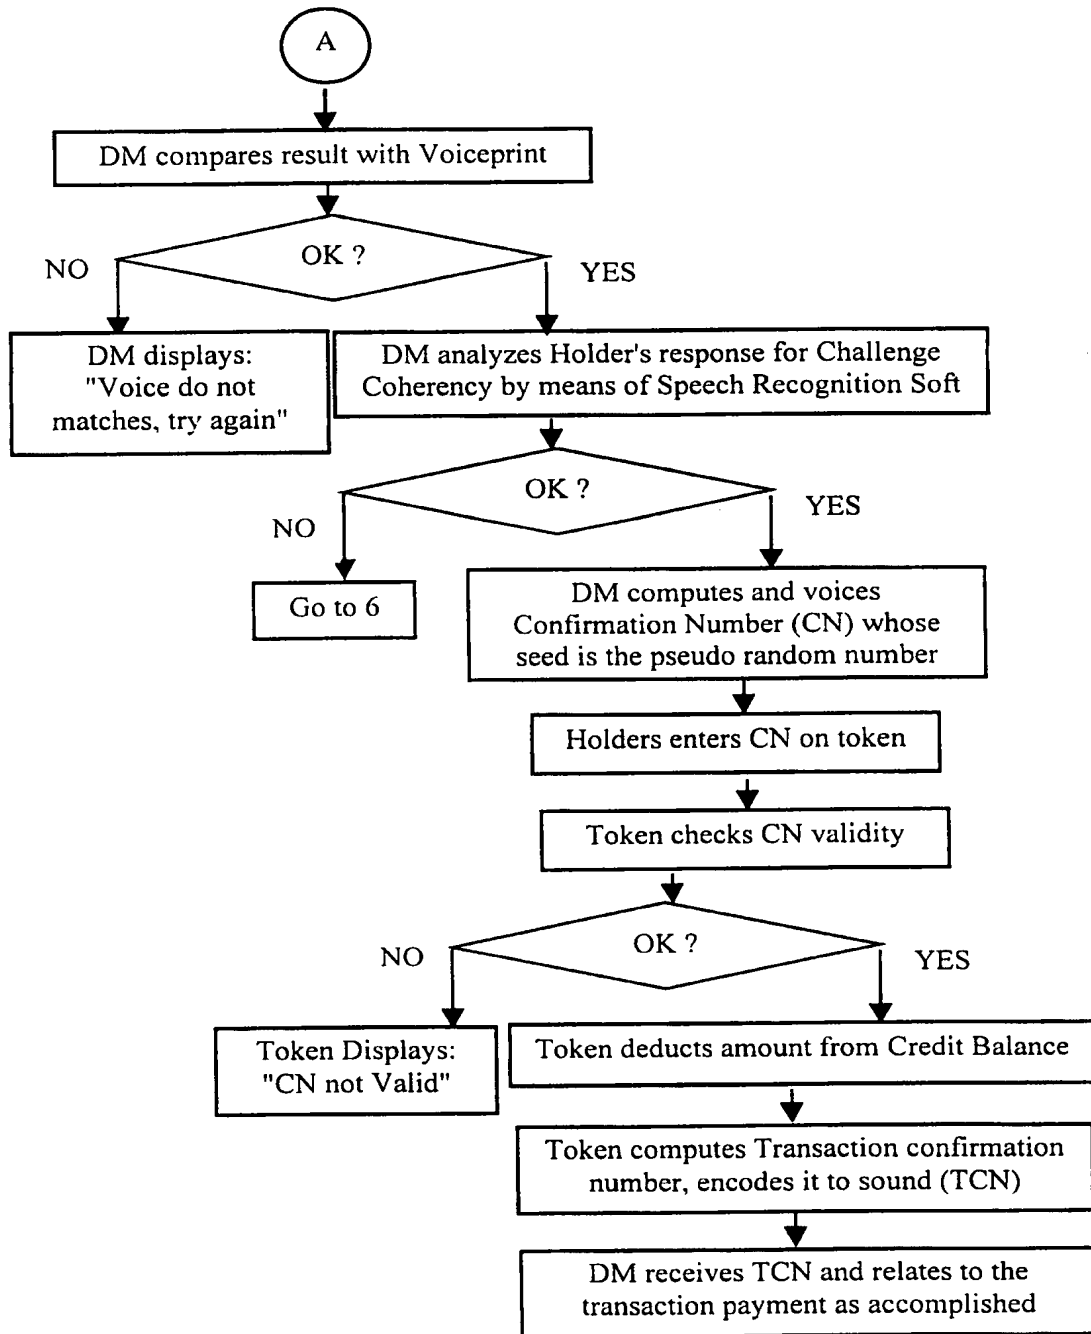 A
DM compares result with Voiceprint
OK ?
NO
YES
DM displays:
"Voice do not
matches, try again"
DM analyzes Holder's response for Challenge
Coherency by means of Speech Recognition Soft
OK ?
NO
YES
Go to 6
DM computes and voices
Confirmation Number (CN) whose
seed is the pseudo random number
Holders enters CN on token
Token checks CN validity
OK ?
NO
YES
Token Displays:
"CN not Valid"
Token deducts amount from Credit Balance
Token computes Transaction confirmation
number, encodes it to sound (TCN)
DM receives TCN and relates to the
transaction payment as accomplished